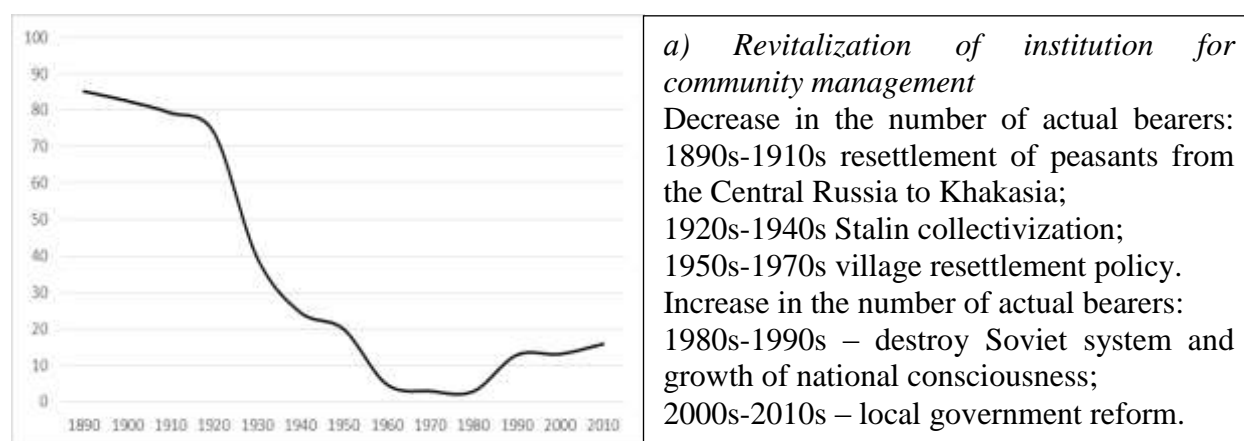 100
90
80
70
60
50
40
30
20
10
0
1890 1900 1910 1920 1930 1940 1950 1960 1970 1980 1990 2000 2010
a) Revitalization of institution for
community management
Decrease in the number of actual bearers:
1890s-1910s resettlement of peasants from
the Central Russia to Khakasia;
1920s-1940s Stalin collectivization;
1950s-1970s village resettlement policy.
Increase in the number of actual bearers:
1980s-1990s – destroy Soviet system and
growth of national consciousness;
2000s-2010s – local government reform.